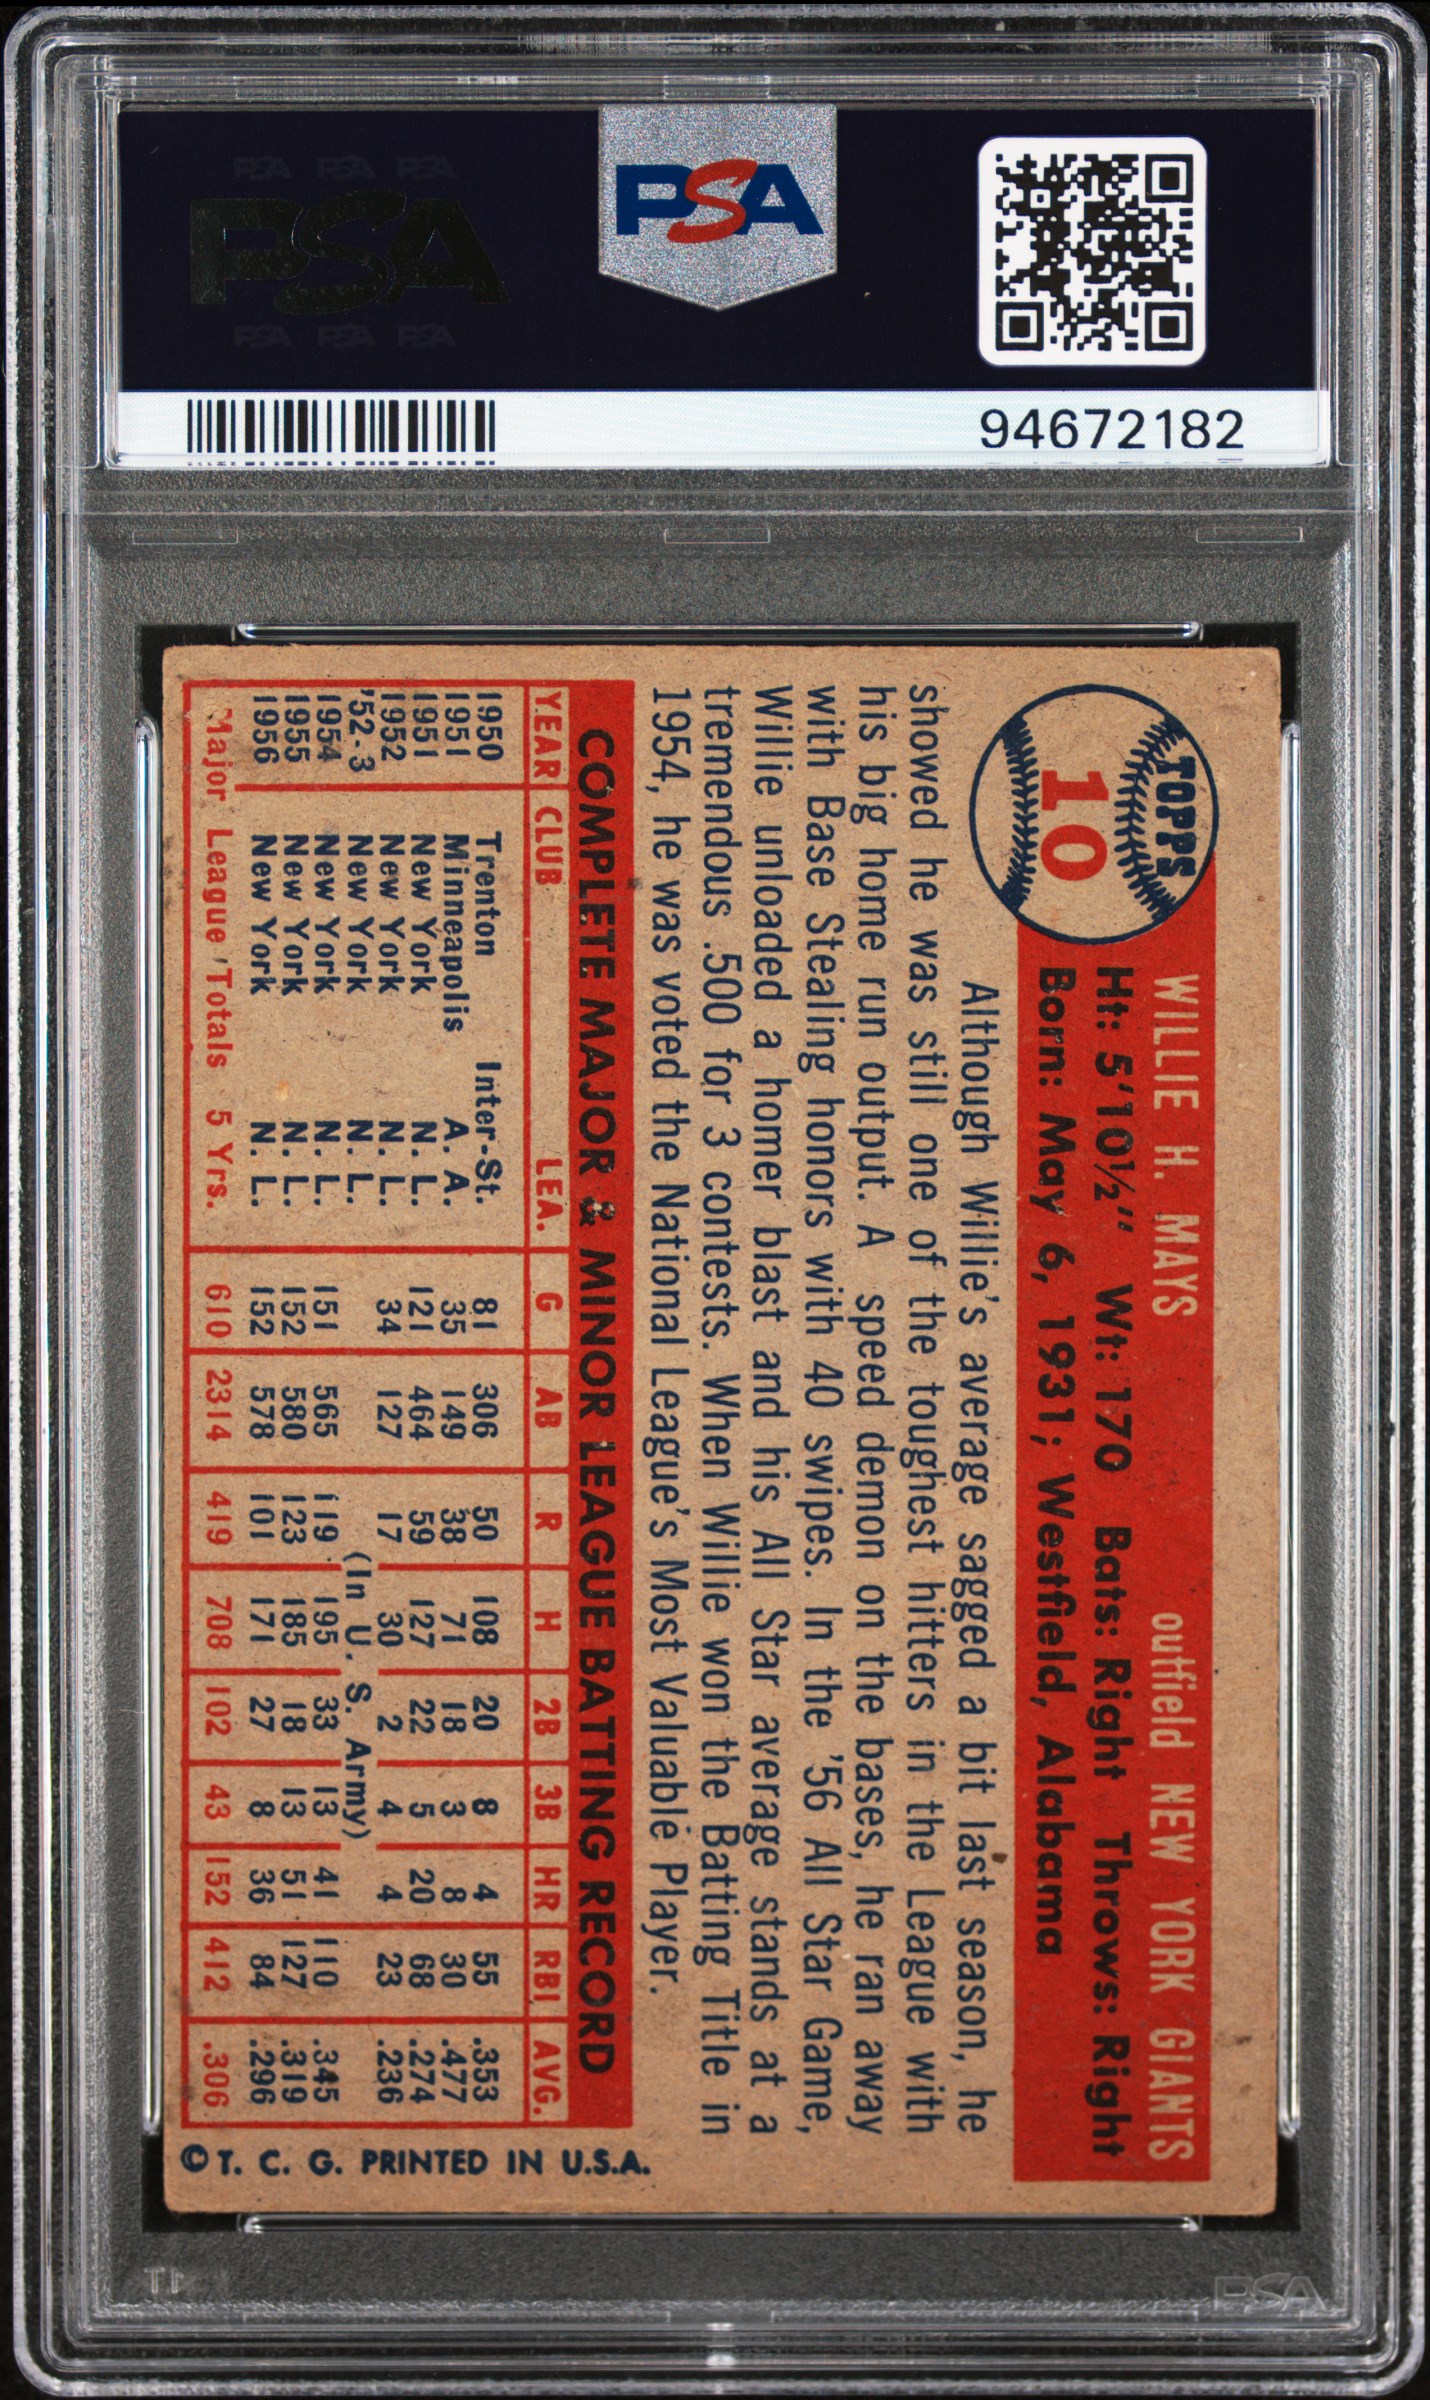 PSA PSA PSA
PSA
PSA PSA PSA
PSA
94672182
TOPPS
10
WILLIE H. MAYS outfield NEW YORK GIANTS
Ht: 5'10½" Wt: 170 Bats: Right Throws: Right
Born: May 6, 1931; Westfield, Alabama
Although Willie's average sagged a bit last season, he
showed he was still one of the toughest hitters in the League with
his big home run output. A speed demon on the bases, he ran away
with Base Stealing honors with 40 swipes. In the '56 All Star Game,
Willie unloaded a homer blast and his All Star average stands at a
tremendous .500 for 3 contests. When Willie won the Batting Title in
1954, he was voted the National League's Most Valuable Player.
COMPLETE MAJOR & MINOR LEAGUE BATTING RECORD
YEAR CLUB LEA. G AB R H 2B 3B HR RBI AVG.
1950 Trenton Inter-St. 81 306 50 108 20 8 4 55 .353
1951 Minneapolis A. A. 35 149 38 71 18 3 8 30 .477
1951 New York N. L. 121 464 59 127 22 5 20 68 .274
1952 New York N. L. 34 127 17 30 2 4 4 23 .236
'52-3 New York N. L. (In U. S. Army)
1954 New York N. L. 151 565 119 195 33 13 41 110 .345
1955 New York N. L. 152 580 123 185 18 13 51 127 .319
1956 New York N. L. 152 578 101 171 27 8 36 84 .296
Major League Totals 5 Yrs. 610 2314 419 708 102 43 152 412 .306
© T. C. G. PRINTED IN U.S.A.
PSA